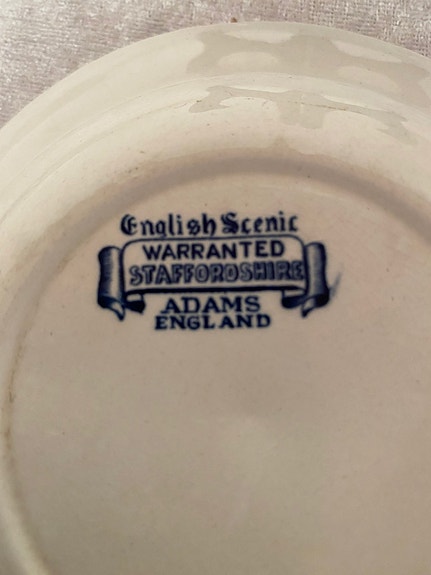 English Scenic
WARRANTED
STAFFORDSHIRE
ADAMS
ENGLAND